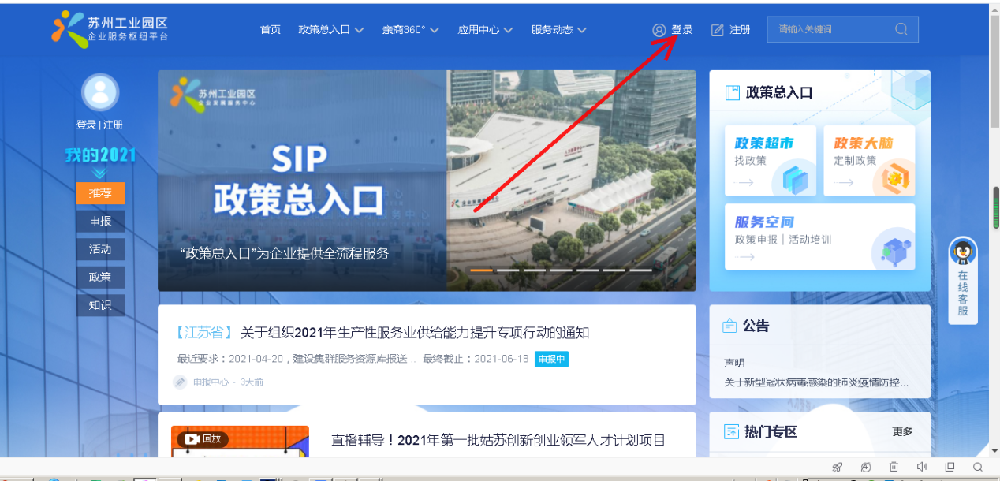 苏州工业园区
企业服务枢纽平台
首页 政策总入口 亲商360° 应用中心 服务动态 登录 注册 请输入关键词
登录 | 注册
我的2021
推荐
申报
活动
政策
知识
苏州工业园区
企业发展服务中心
SIP
政策总入口
“政策总入口”为企业提供全流程服务
政策总入口
政策超市
找政策
政策大脑
定制政策
服务空间
政策申报 | 活动培训
在线客服
【江苏省】关于组织2021年生产性服务业供给能力提升专项行动的通知
最近要求：2021-04-20，建设集群服务资源库报送... 最终截止：2021-06-18 申报中
申报中心 - 3天前
公告
声明
关于新型冠状病毒感染的肺炎疫情防控...
回放
直播辅导！2021年第一批姑苏创新创业领军人才计划项目
热门专区 更多